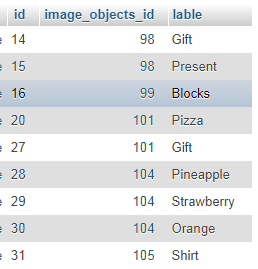 id image_objects_id lable
e 14 98 Gift
e 15 98 Present
e 16 99 Blocks
e 20 101 Pizza
e 27 101 Gift
e 28 104 Pineapple
e 29 104 Strawberry
e 30 104 Orange
e 31 105 Shirt